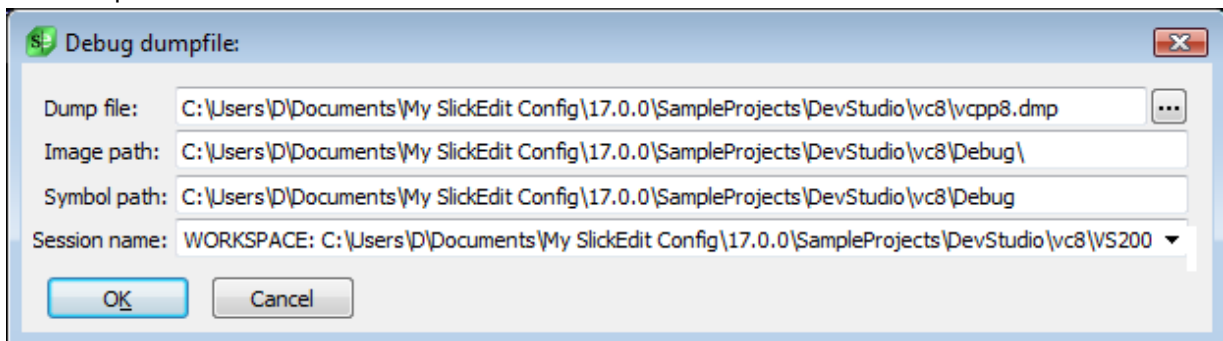 Debug dumpfile:
Dump file: C:\Users\D\Documents\My SlickEdit Config\17.0.0\SampleProjects\DevStudio\vc8\vcpp8.dmp ...
Image path: C:\Users\D\Documents\My SlickEdit Config\17.0.0\SampleProjects\DevStudio\vc8\Debug\
Symbol path: C:\Users\D\Documents\My SlickEdit Config\17.0.0\SampleProjects\DevStudio\vc8\Debug
Session name: WORKSPACE: C:\Users\D\Documents\My SlickEdit Config\17.0.0\SampleProjects\DevStudio\vc8\VS200
OK Cancel